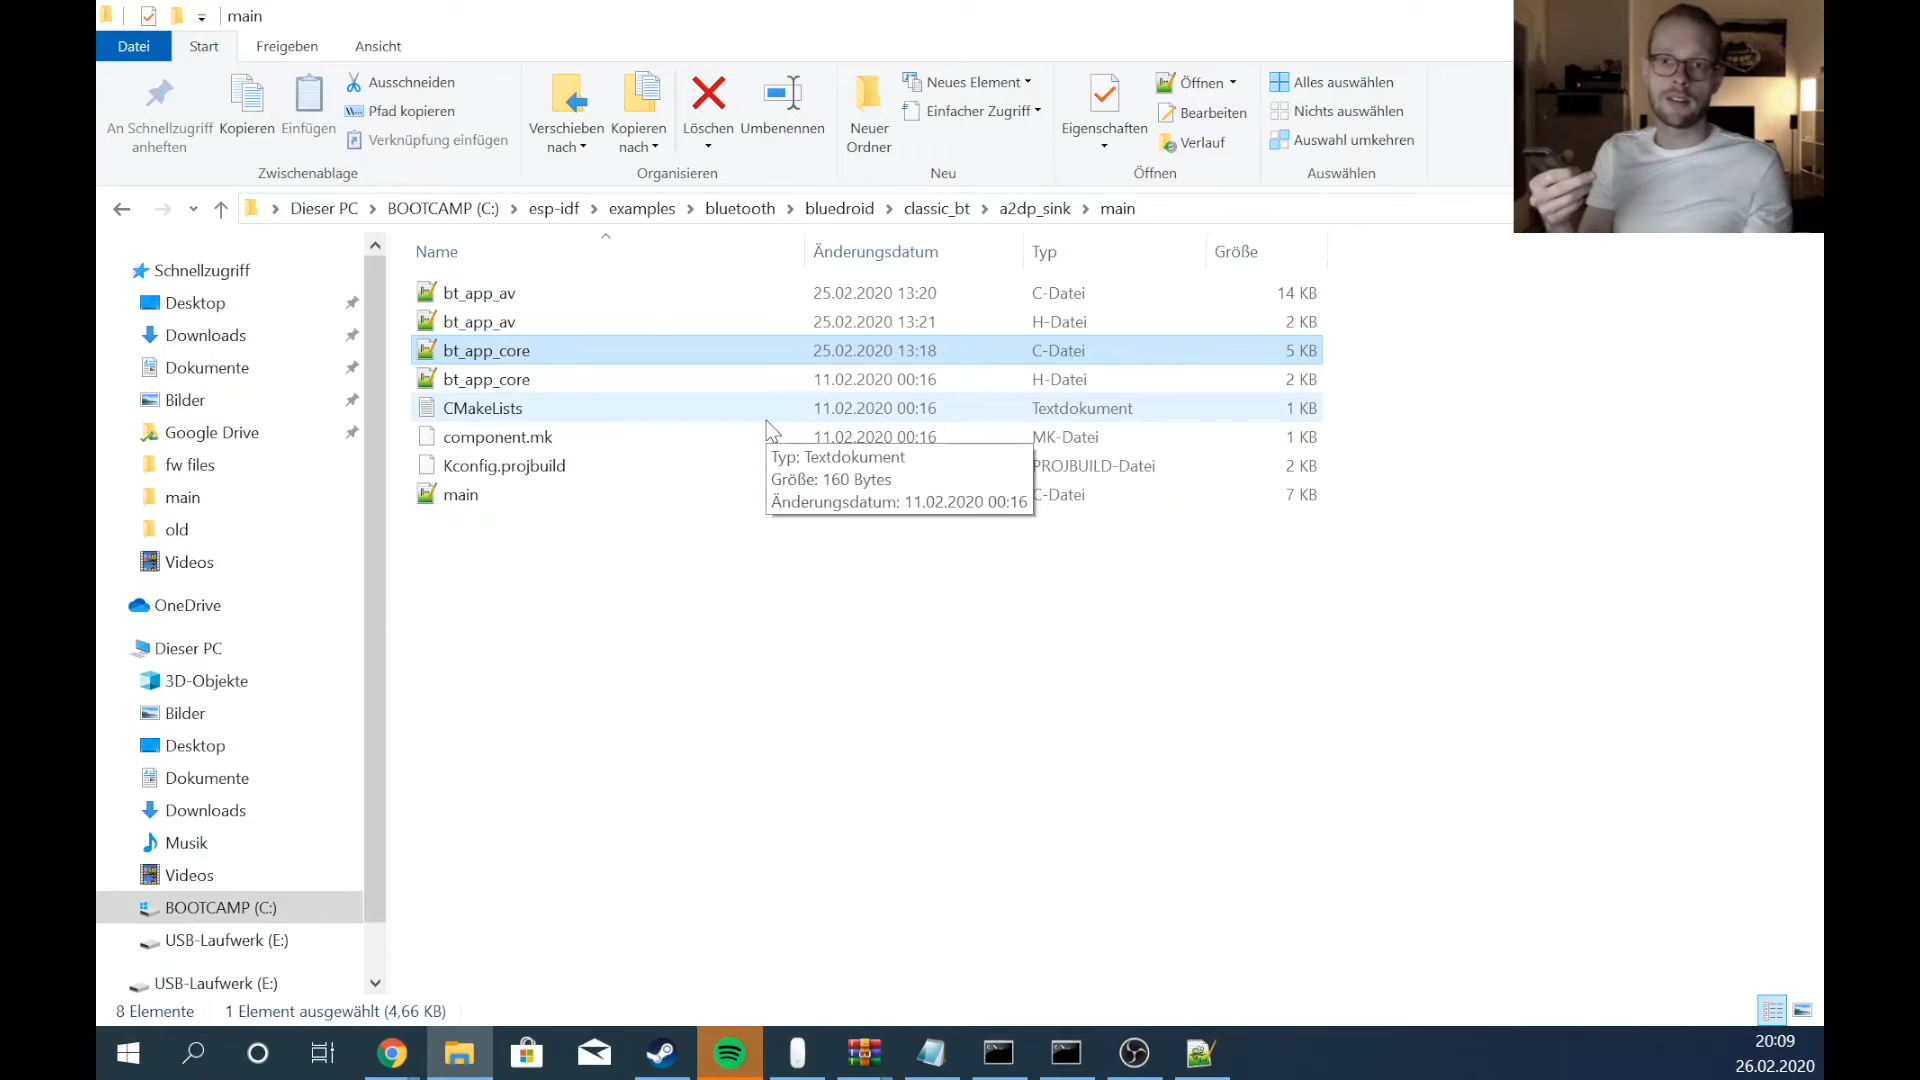 main
Datei Start Freigeben Ansicht
An Schnellzugriff anheften
Kopieren
Einfügen
Ausschneiden
Pfad kopieren
Verknüpfung einfügen
Verschieben nach
Kopieren nach
Löschen
Umbenennen
Neuer Ordner
Neues Element
Einfacher Zugriff
Eigenschaften
Öffnen
Bearbeiten
Verlauf
Alles auswählen
Nichts auswählen
Auswahl umkehren
Zwischenablage Organisieren Neu Öffnen Auswählen
Dieser PC BOOTCAMP (C:) esp-idf examples bluetooth bluedroid classic_bt a2dp_sink main
Schnellzugriff
Desktop
Downloads
Dokumente
Bilder
Google Drive
fw files
main
old
Videos
OneDrive
Dieser PC
3D-Objekte
Bilder
Desktop
Dokumente
Downloads
Musik
Videos
BOOTCAMP (C:)
USB-Laufwerk (E:)
USB-Laufwerk (E:)
Name Änderungsdatum Typ Größe
bt_app_av 25.02.2020 13:20 C-Datei 14 KB
bt_app_av 25.02.2020 13:21 H-Datei 2 KB
bt_app_core 25.02.2020 13:18 C-Datei 5 KB
bt_app_core 11.02.2020 00:16 H-Datei 2 KB
CMakeLists 11.02.2020 00:16 Textdokument 1 KB
component.mk 11.02.2020 00:16 MK-Datei 1 KB
Kconfig.projbuild PROJBUILD-Datei 2 KB
main C-Datei 7 KB
Typ: Textdokument
Größe: 160 Bytes
Änderungsdatum: 11.02.2020 00:16
8 Elemente 1 Element ausgewählt (4,66 KB)
20:09
26.02.2020